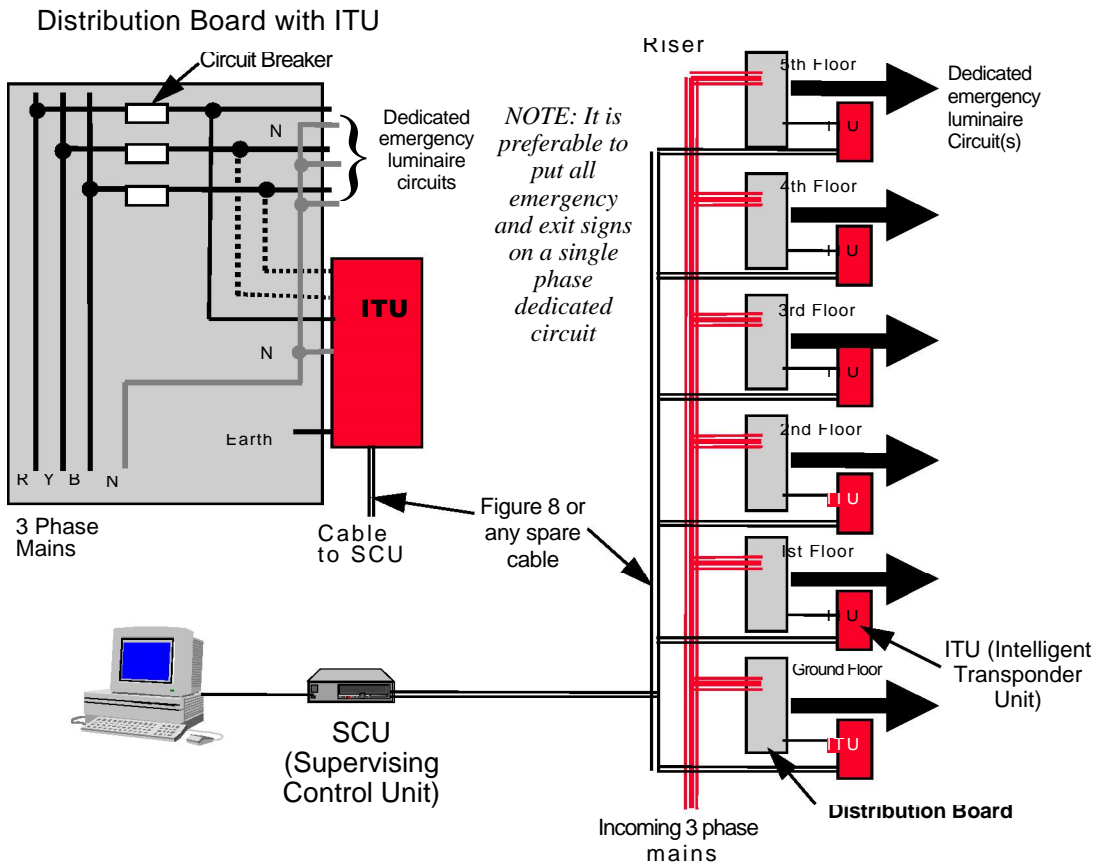 Distribution Board with ITU
Circuit Breaker
N
Dedicated
emergency
luminaire
circuits
ITU
N
Earth
R Y B N
3 Phase
Mains
Cable
to SCU
NOTE: It is
preferable to
put all
emergency
and exit signs
on a single
phase
dedicated
circuit
Figure 8 or
any spare
cable
SCU
(Supervising
Control Unit)
Riser
5th Floor
Dedicated
emergency
luminaire
Circuit(s)
I U
4th Floor
I U
3rd Floor
I U
2nd Floor
ITU
1st Floor
I U
ITU (Intelligent
Transponder
Unit)
Ground Floor
ITU
Distribution Board
Incoming 3 phase
mains